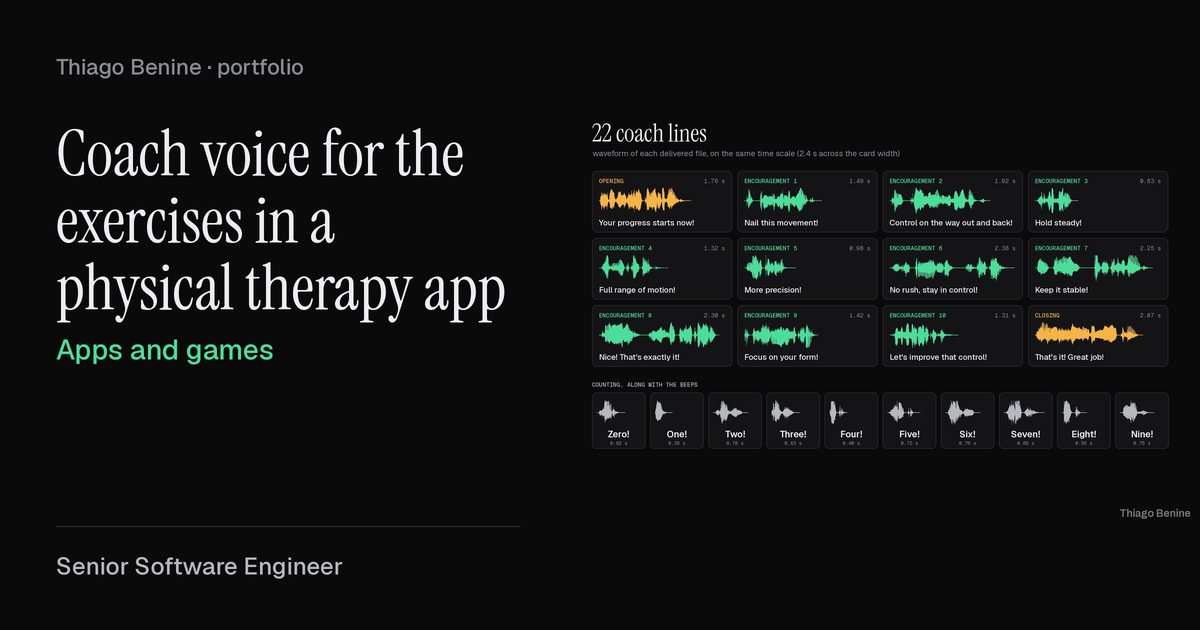 Thiago Benine · portfolio
Coach voice for the
exercises in a
physical therapy app
Apps and games
Senior Software Engineer
22 coach lines
waveform of each delivered file, on the same time scale (2.4 s across the card width)
OPENING 1.76 s
Your progress starts now!
ENCOURAGEMENT 1 1.49 s
Nail this movement!
ENCOURAGEMENT 2 1.92 s
Control on the way out and back!
ENCOURAGEMENT 3 0.83 s
Hold steady!
ENCOURAGEMENT 4 1.32 s
Full range of motion!
ENCOURAGEMENT 5 0.98 s
More precision!
ENCOURAGEMENT 6 2.38 s
No rush, stay in control!
ENCOURAGEMENT 7 2.25 s
Keep it stable!
ENCOURAGEMENT 8 2.30 s
Nice! That's exactly it!
ENCOURAGEMENT 9 1.42 s
Focus on your form!
ENCOURAGEMENT 10 1.31 s
Let's improve that control!
CLOSING 2.07 s
That's it! Great job!
COUNTING, ALONG WITH THE BEEPS
Zero!
One!
Two!
Three!
Four!
Five!
Six!
Seven!
Eight!
Nine!
Thiago Benine